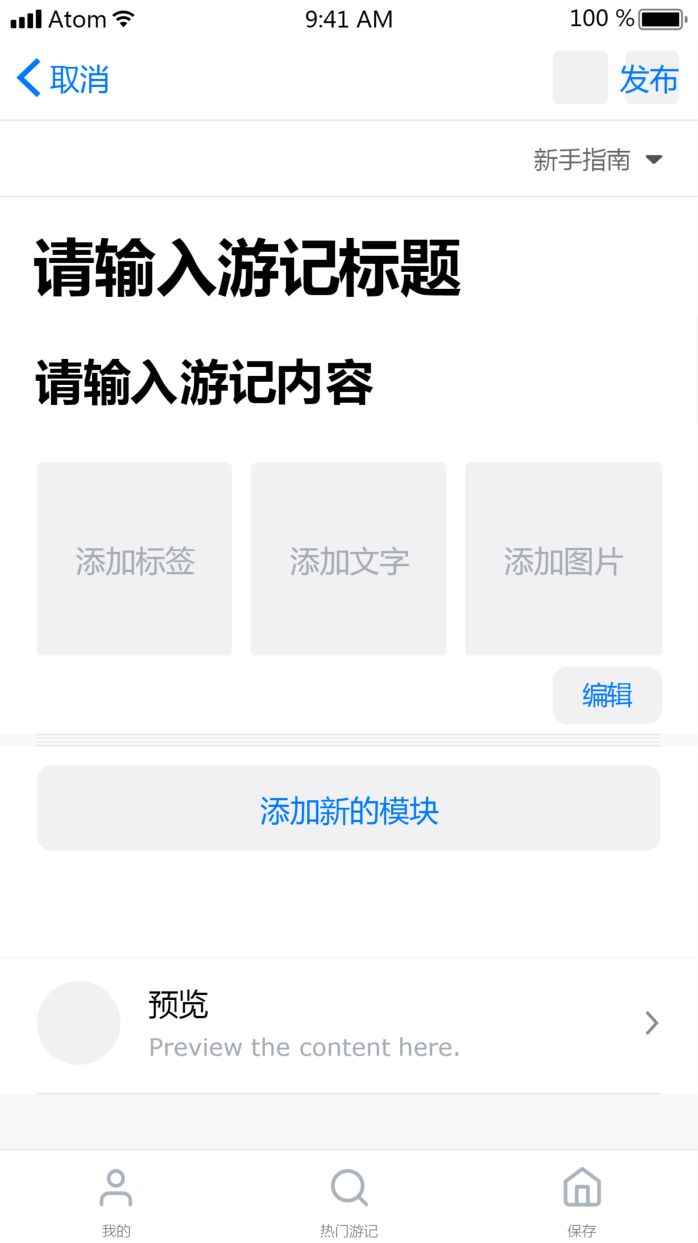 Atom 9:41 AM 100 %
取消 发布
新手指南
请输入游记标题
请输入游记内容
添加标签 添加文字 添加图片
编辑
添加新的模块
预览
Preview the content here.
我的 热门游记 保存